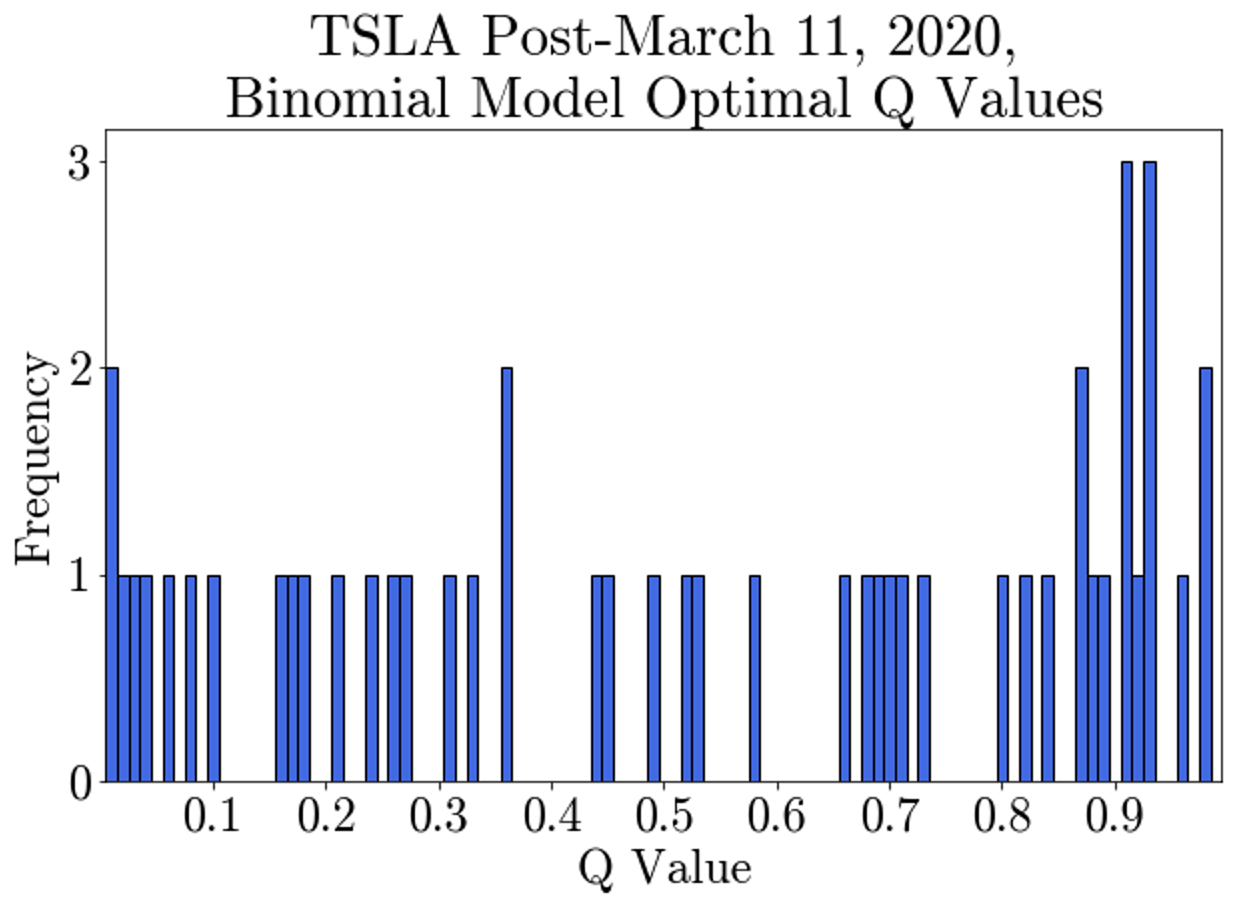 TSLA Post-March 11, 2020,
Binomial Model Optimal Q Values
3
2
1
0
Frequency
0.1 0.2 0.3 0.4 0.5 0.6 0.7 0.8 0.9
Q Value